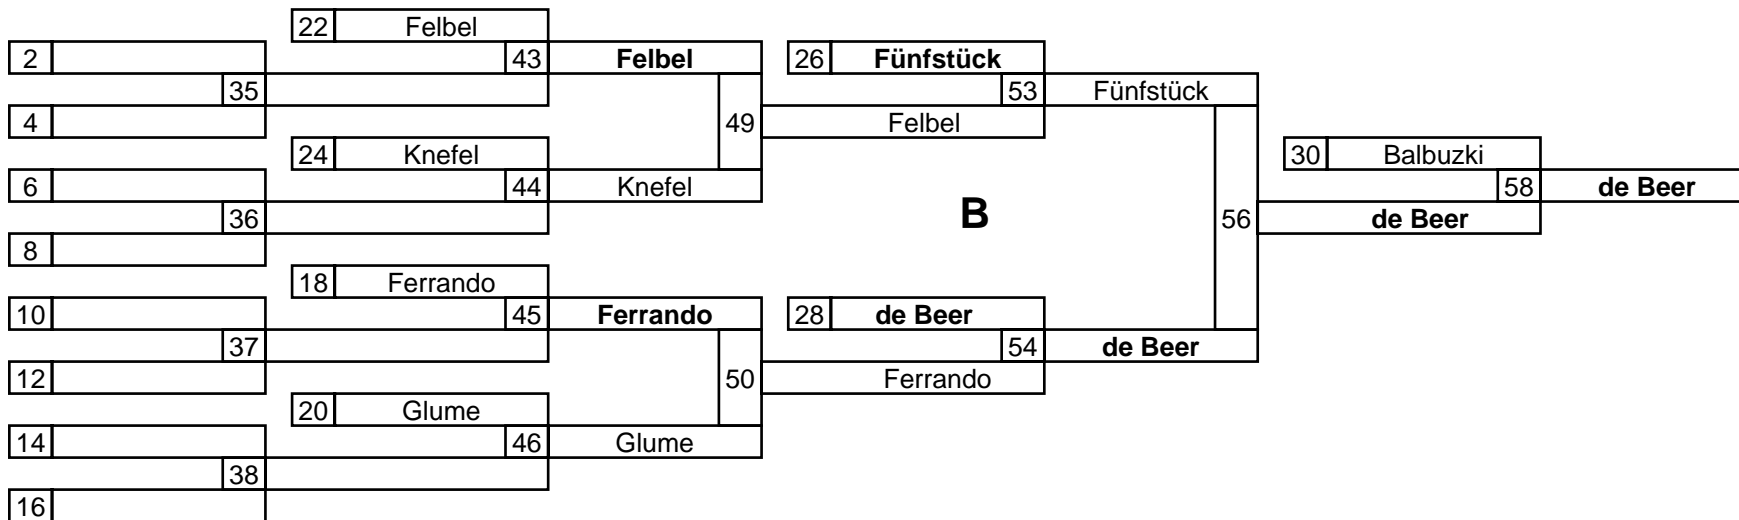 22 Felbel
2 43 Felbel 26 Fünfstück
35 53 Fünfstück
4 49 Felbel
24 Knefel 30 Balbuzki
6 44 Knefel 58 de Beer
36 B 56 de Beer
8
18 Ferrando
10 45 Ferrando 28 de Beer
37 54 de Beer
12 50 Ferrando
20 Glume
14 46 Glume
38
16